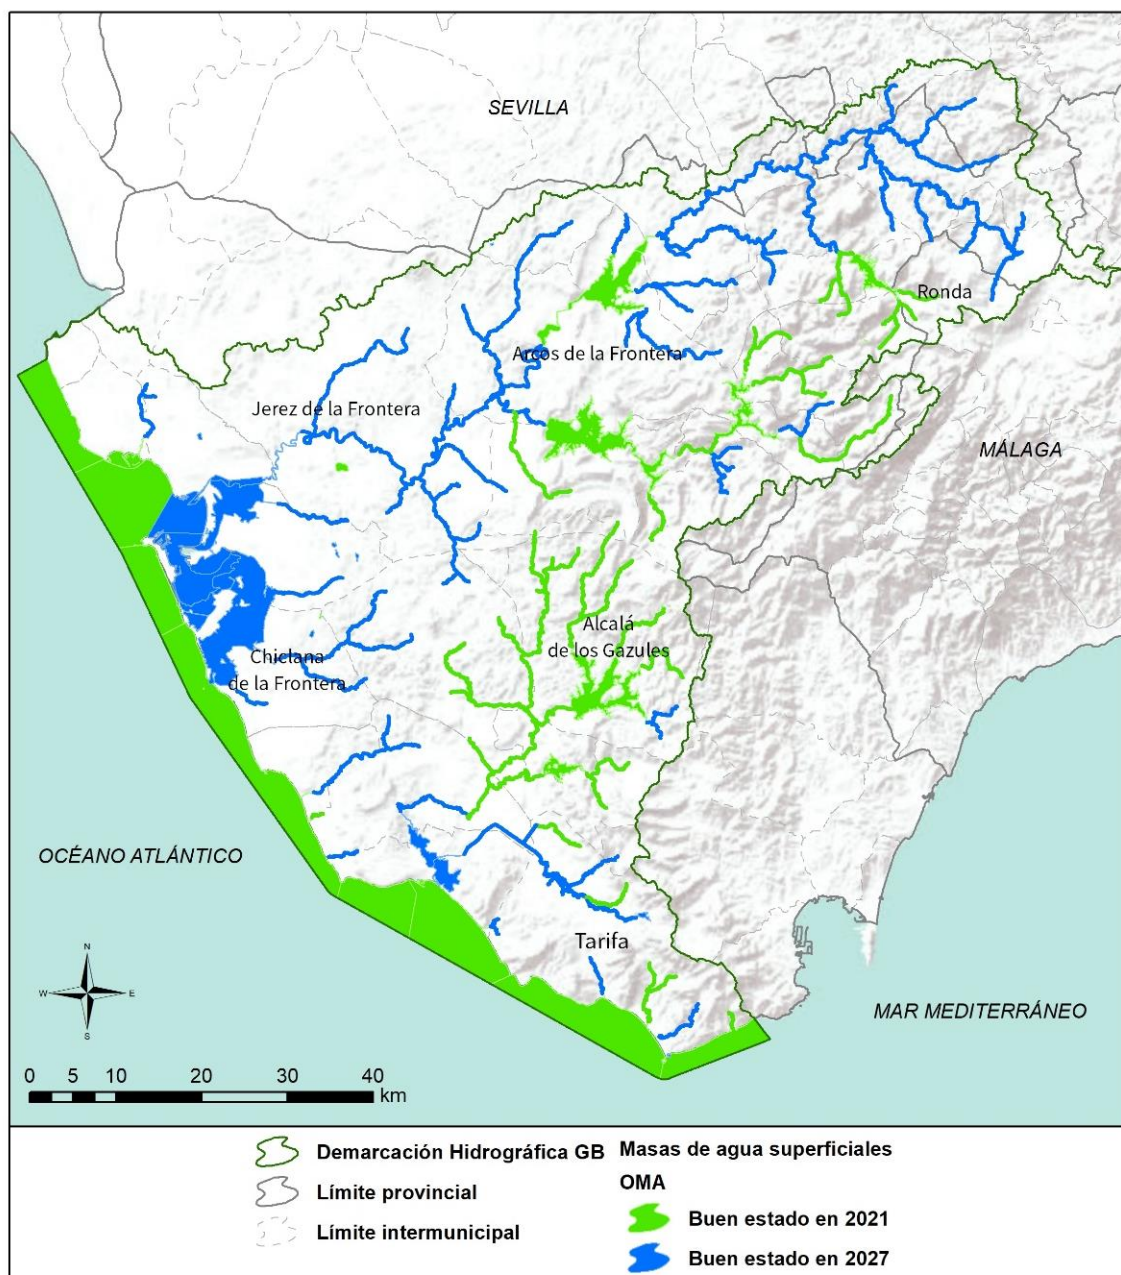 SEVILLA
Ronda
Arcos de la Frontera
Jerez de la Frontera
MÁLAGA
Alcalá
de los Gazules
Chiclana
de la Frontera
OCÉANO ATLÁNTICO
Tarifa
N
W
E
S
MAR MEDITERRÁNEO
0 5 10 20 30 40
km
Demarcación Hidrográfica GB
Límite provincial
Límite intermunicipal
Masas de agua superficiales
OMA
Buen estado en 2021
Buen estado en 2027